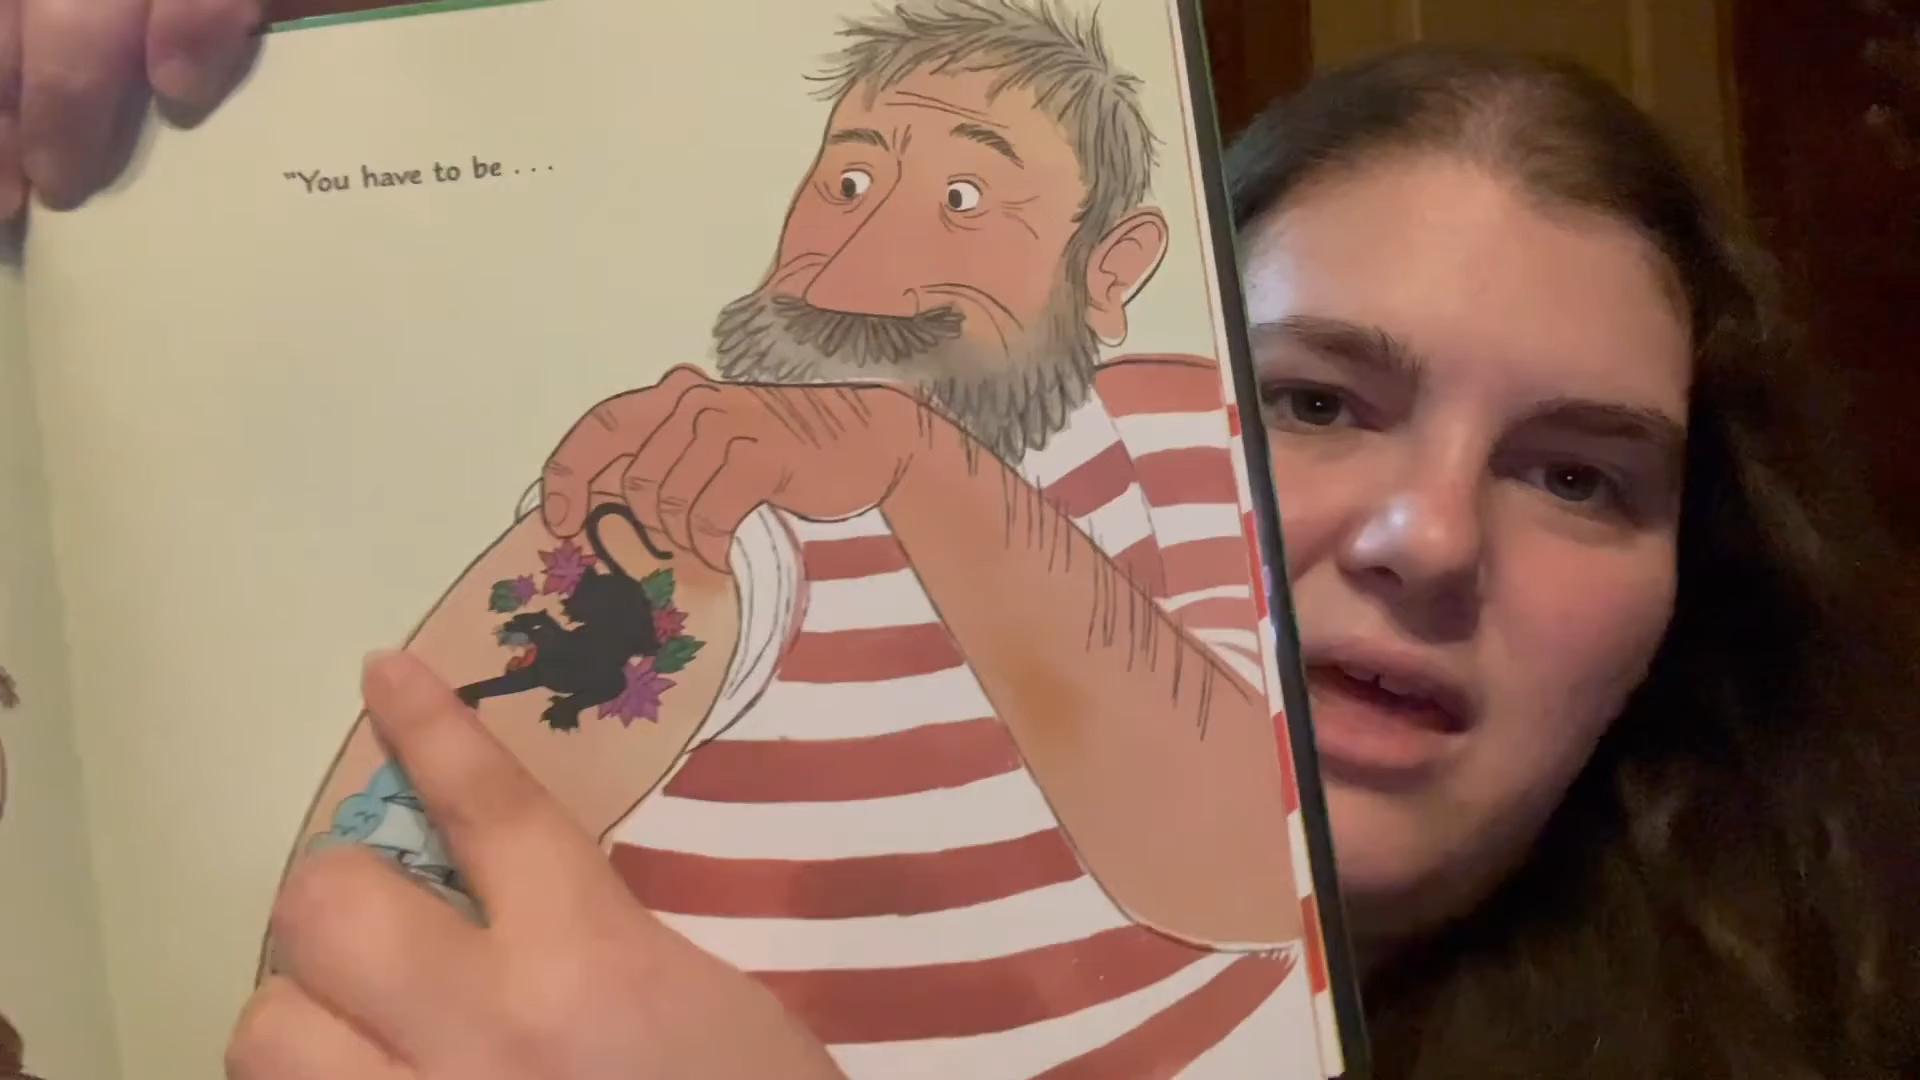 "You have to be . . .